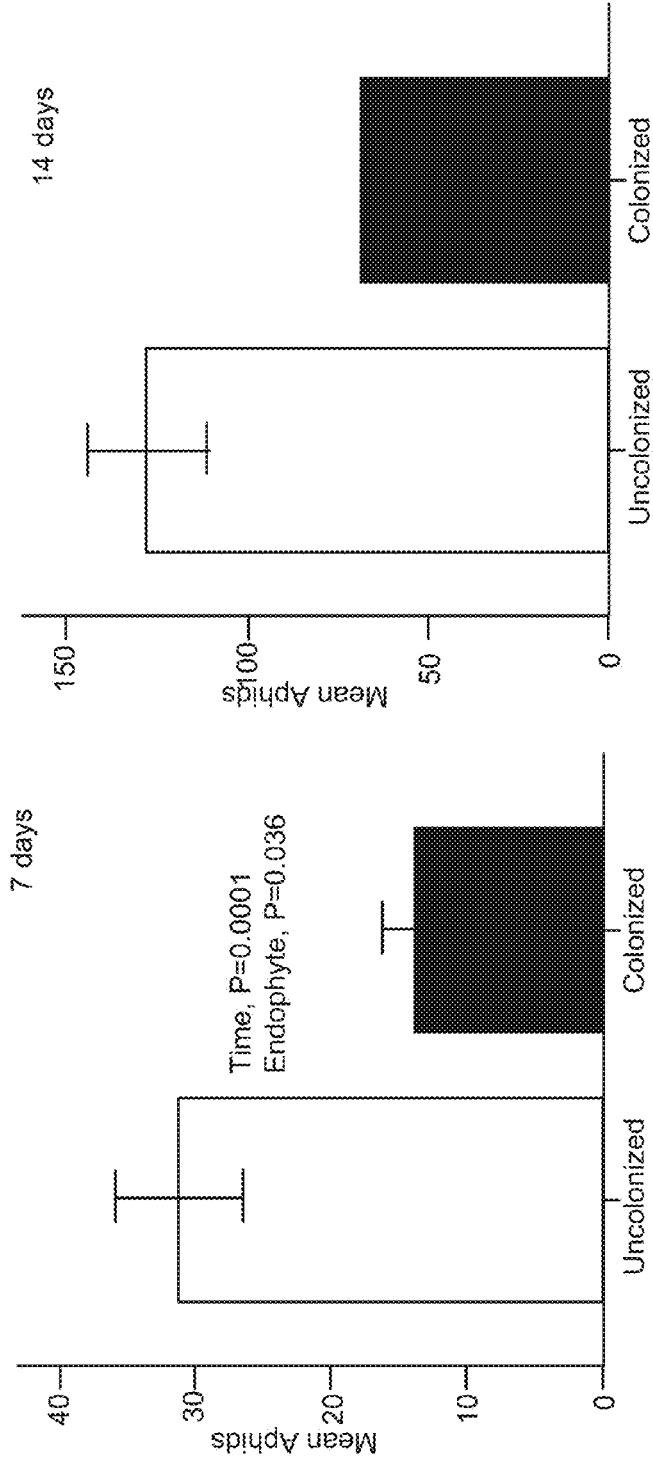 7 days
Time, P=0.0001
Endophyte, P=0.036
Mean Aphids
40
30
20
10
0
Uncolonized
Colonized
14 days
Mean Aphids
150
100
50
0
Uncolonized
Colonized